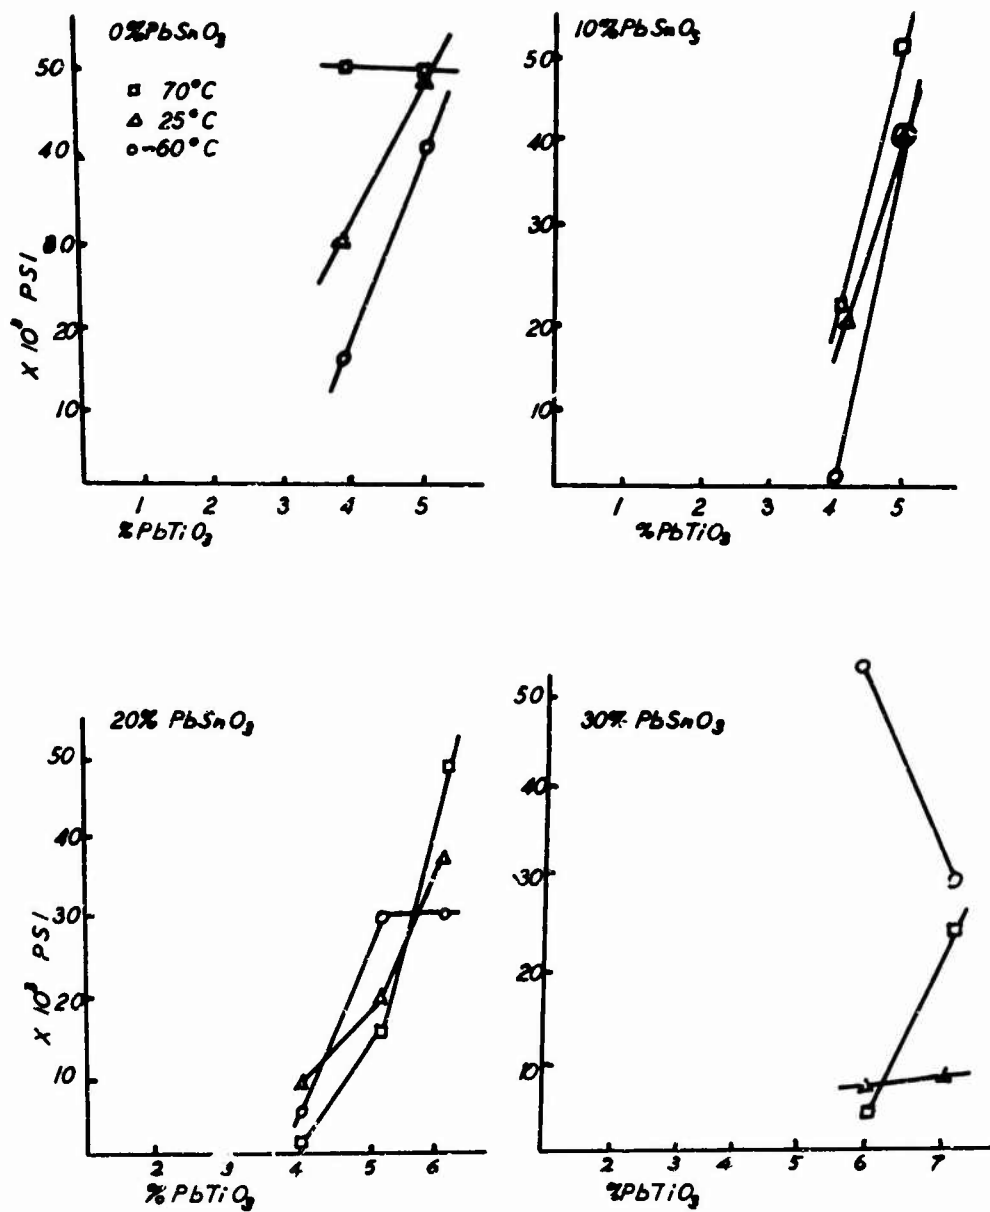 0% PbSnO3
□ 70°C
△ 25°C
○ -60°C
50
40
30
20
10
X 10³ PSI
1 2 3 4 5
% PbTiO3
10% PbSnO3
50
40
30
20
10
1 2 3 4 5
% PbTiO3
20% PbSnO3
50
40
30
20
10
X 10³ PSI
2 3 4 5 6
% PbTiO3
30% PbSnO3
50
40
30
20
10
2 3 4 5 6 7
% PbTiO3